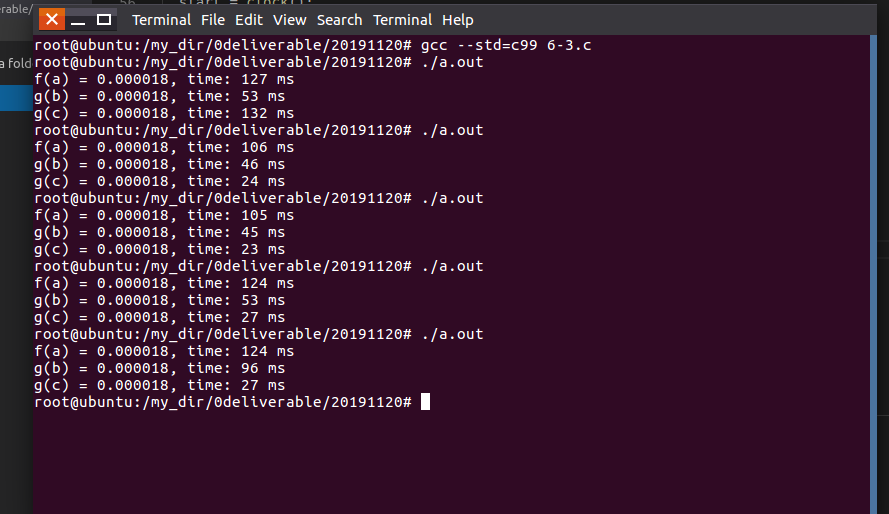 start = clock();
56
erable/
Terminal File Edit View Search Terminal Help
a fold
root@ubuntu:/my_dir/0deliverable/20191120# gcc --std=c99 6-3.c
root@ubuntu:/my_dir/0deliverable/20191120# ./a.out
f(a) = 0.000018, time: 127 ms
g(b) = 0.000018, time: 53 ms
g(c) = 0.000018, time: 132 ms
root@ubuntu:/my_dir/0deliverable/20191120# ./a.out
f(a) = 0.000018, time: 106 ms
g(b) = 0.000018, time: 46 ms
g(c) = 0.000018, time: 24 ms
root@ubuntu:/my_dir/0deliverable/20191120# ./a.out
f(a) = 0.000018, time: 105 ms
g(b) = 0.000018, time: 45 ms
g(c) = 0.000018, time: 23 ms
root@ubuntu:/my_dir/0deliverable/20191120# ./a.out
f(a) = 0.000018, time: 124 ms
g(b) = 0.000018, time: 53 ms
g(c) = 0.000018, time: 27 ms
root@ubuntu:/my_dir/0deliverable/20191120# ./a.out
f(a) = 0.000018, time: 124 ms
g(b) = 0.000018, time: 96 ms
g(c) = 0.000018, time: 27 ms
root@ubuntu:/my_dir/0deliverable/20191120#